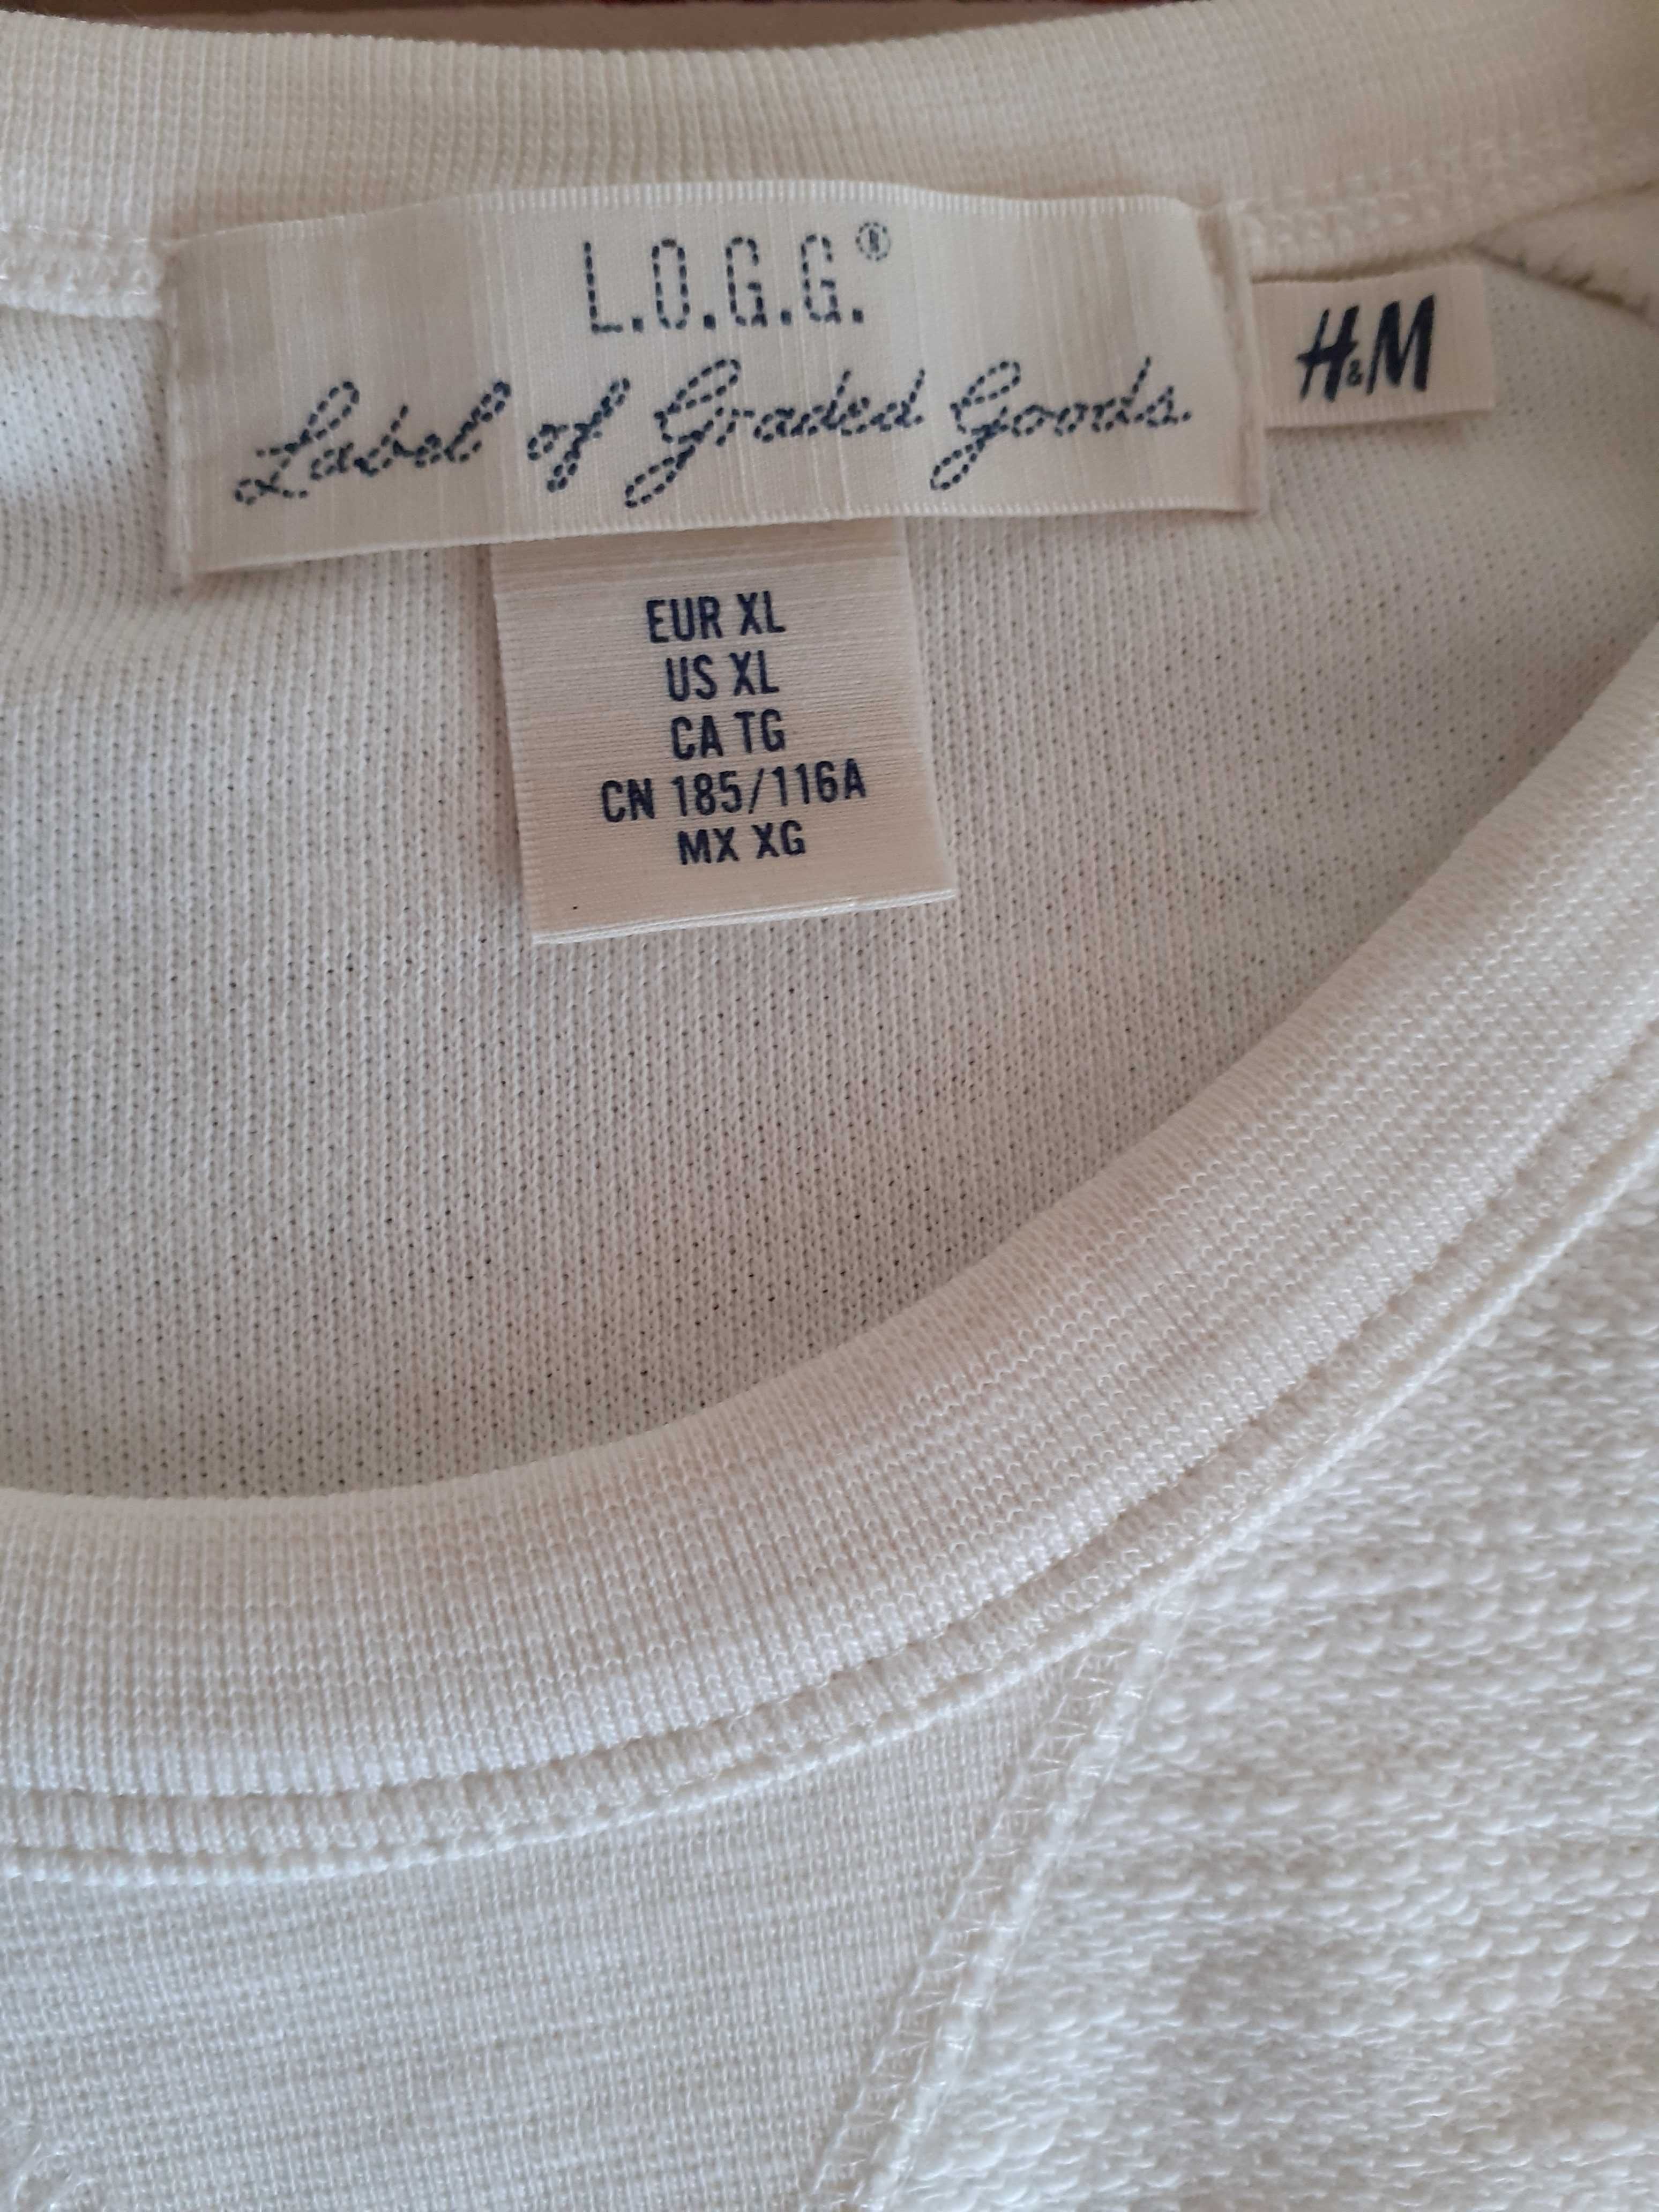 L.O.G.G.®
Label of Graded Goods.
H&M
EUR XL
US XL
CA TG
CN 185/116A
MX XG